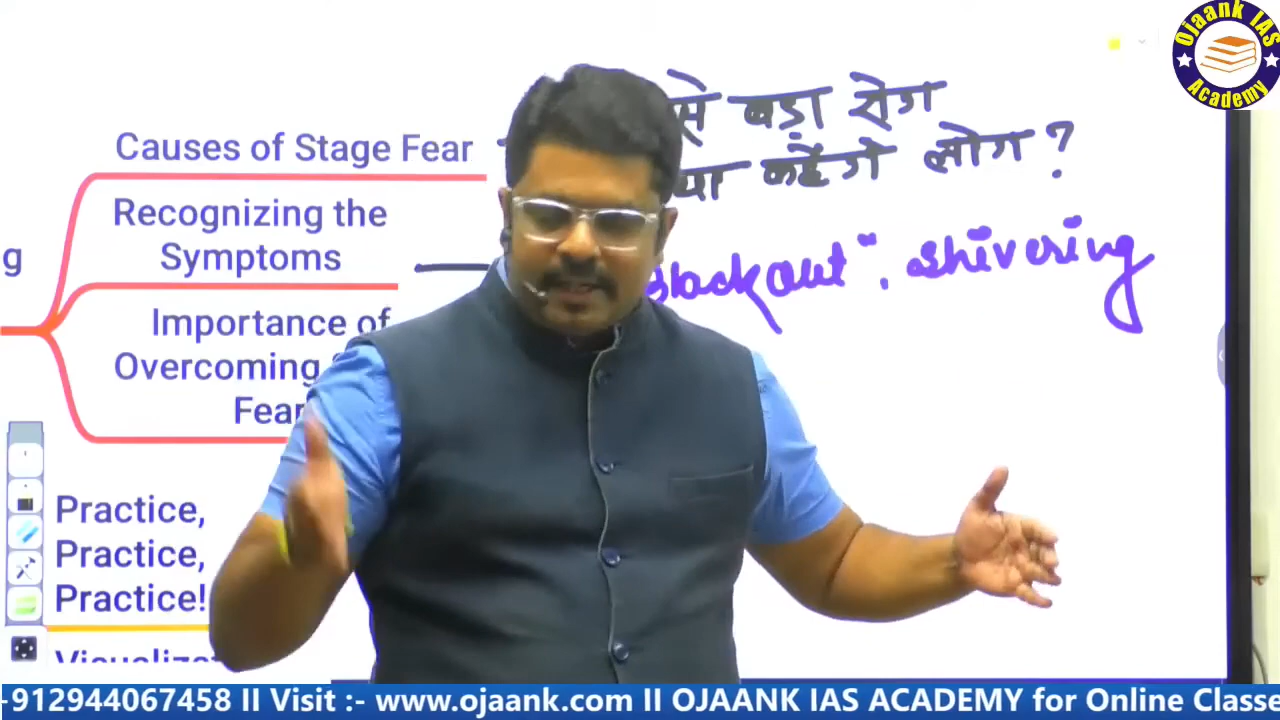 Ojaank IAS
Academy
से बड़ा रोग
कहेंगे लोग ?
Causes of Stage Fear
Recognizing the
Symptoms
out". shivering
g
Importance of
Overcoming
Fear
Practice,
Practice,
Practice!
-912944067458 II Visit :- www.ojaank.com II OJAANK IAS ACADEMY for Online Classe